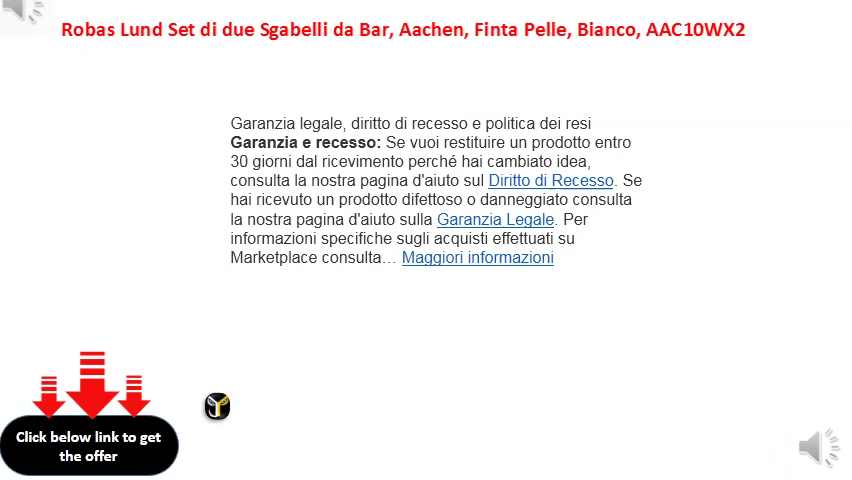 Robas Lund Set di due Sgabelli da Bar, Aachen, Finta Pelle, Bianco, AAC10WX2
Garanzia legale, diritto di recesso e politica dei resi
Garanzia e recesso: Se vuoi restituire un prodotto entro
30 giorni dal ricevimento perché hai cambiato idea,
consulta la nostra pagina d'aiuto sul Diritto di Recesso. Se
hai ricevuto un prodotto difettoso o danneggiato consulta
la nostra pagina d'aiuto sulla Garanzia Legale. Per
informazioni specifiche sugli acquisti effettuati su
Marketplace consulta… Maggiori informazioni
Click below link to get
the offer